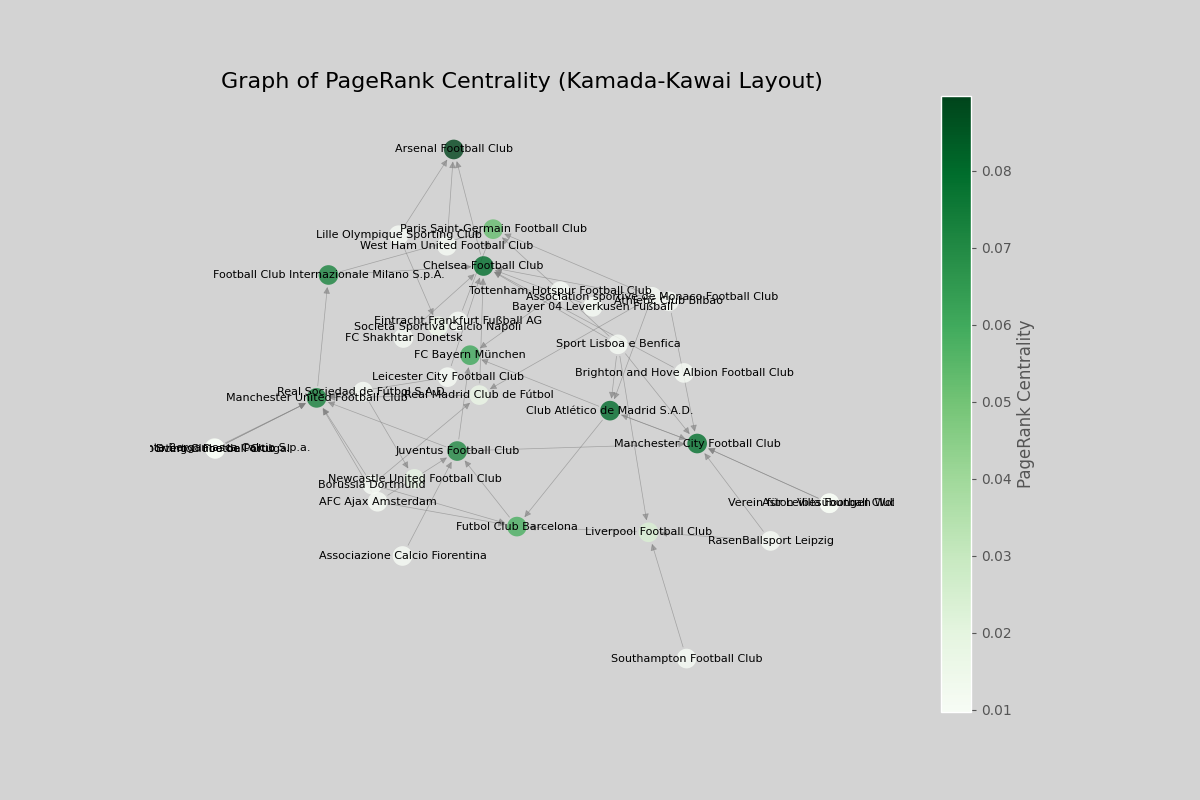 Graph of PageRank Centrality (Kamada-Kawai Layout)
Arsenal Football Club
Paris Saint-Germain Football Club
Lille Olympique Sporting Club
West Ham United Football Club
Chelsea Football Club
Football Club Internazionale Milano S.p.A.
Tottenham Hotspur Football Club
Association sportive de Monaco Football Club
Athletic Club Bilbao
Bayer 04 Leverkusen Fußball
Eintracht Frankfurt Fußball AG
Società Sportiva Calcio Napoli
FC Shakhtar Donetsk
Sport Lisboa e Benfica
FC Bayern München
Brighton and Hove Albion Football Club
Leicester City Football Club
Real Sociedad de Fútbol S.A.D.
Real Madrid Club de Fútbol
Manchester United Football Club
Club Atlético de Madrid S.A.D.
Manchester City Football Club
Juventus Football Club
Newcastle United Football Club
Borussia Dortmund
AFC Ajax Amsterdam
Verein für Leibesübungen Wol
Aston Villa Football Club
Futbol Club Barcelona
Liverpool Football Club
RasenBallsport Leipzig
Associazione Calcio Fiorentina
Southampton Football Club
0.08
0.07
0.06
0.05
0.04
0.03
0.02
0.01
PageRank Centrality